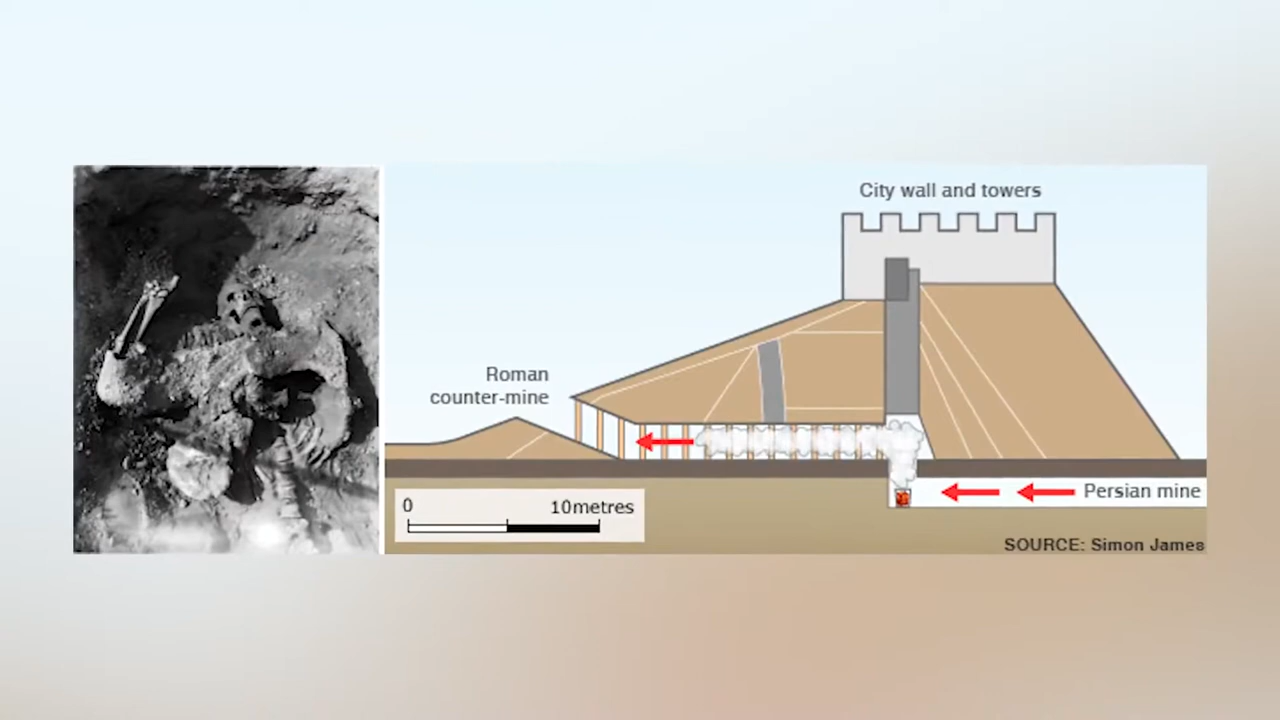 City wall and towers
Roman
counter-mine
Persian mine
0 10metres
SOURCE: Simon James